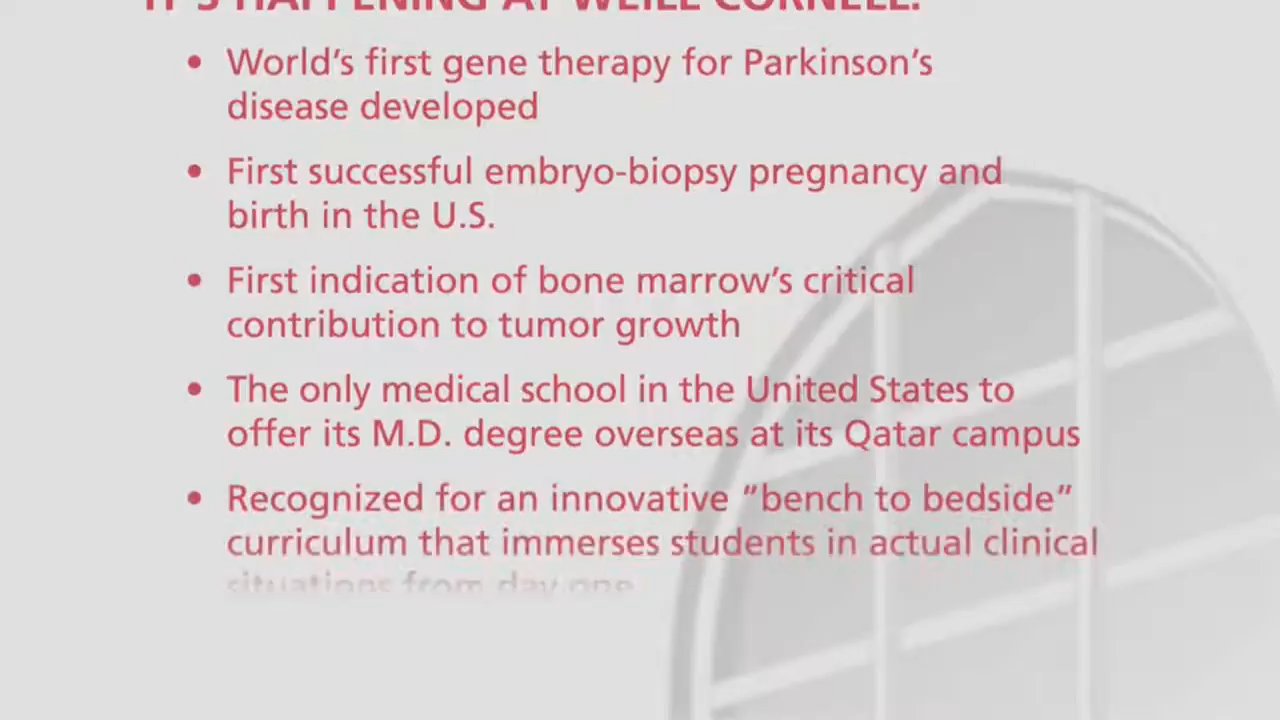 IT'S HAPPENING AT WEILL CORNELL:
• World's first gene therapy for Parkinson's
disease developed
• First successful embryo-biopsy pregnancy and
birth in the U.S.
• First indication of bone marrow's critical
contribution to tumor growth
• The only medical school in the United States to
offer its M.D. degree overseas at its Qatar campus
• Recognized for an innovative "bench to bedside"
curriculum that immerses students in actual clinical
situations from day one